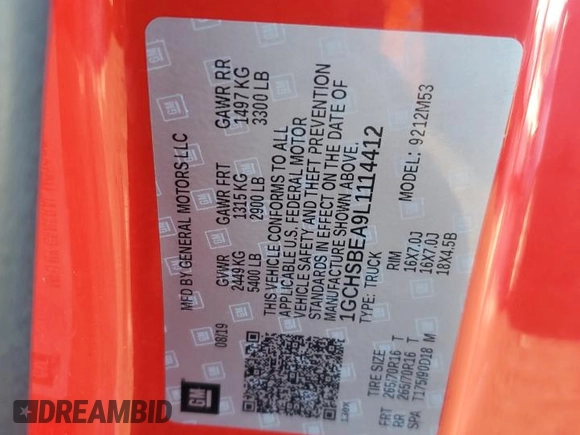 MFD BY GENERAL MOTORS LLC
08/19
GVWR GAWR FRT GAWR RR
2449 KG 1315 KG 1497 KG
5400 LB 2900 LB 3300 LB
THIS VEHICLE CONFORMS TO ALL
APPLICABLE U.S. FEDERAL MOTOR
VEHICLE SAFETY AND THEFT PREVENTION
STANDARDS IN EFFECT ON THE DATE OF
MANUFACTURE SHOWN ABOVE.
1GCHSBEA9L1114412
TYPE: TRUCK MODEL: 9212M53
TIRE SIZE RIM
FRT 265/70R16 T 16X7.0J
RR 265/70R16 T 16X7.0J
SPA T175/90D18 M 18X4.5B
GM
DREAMBID